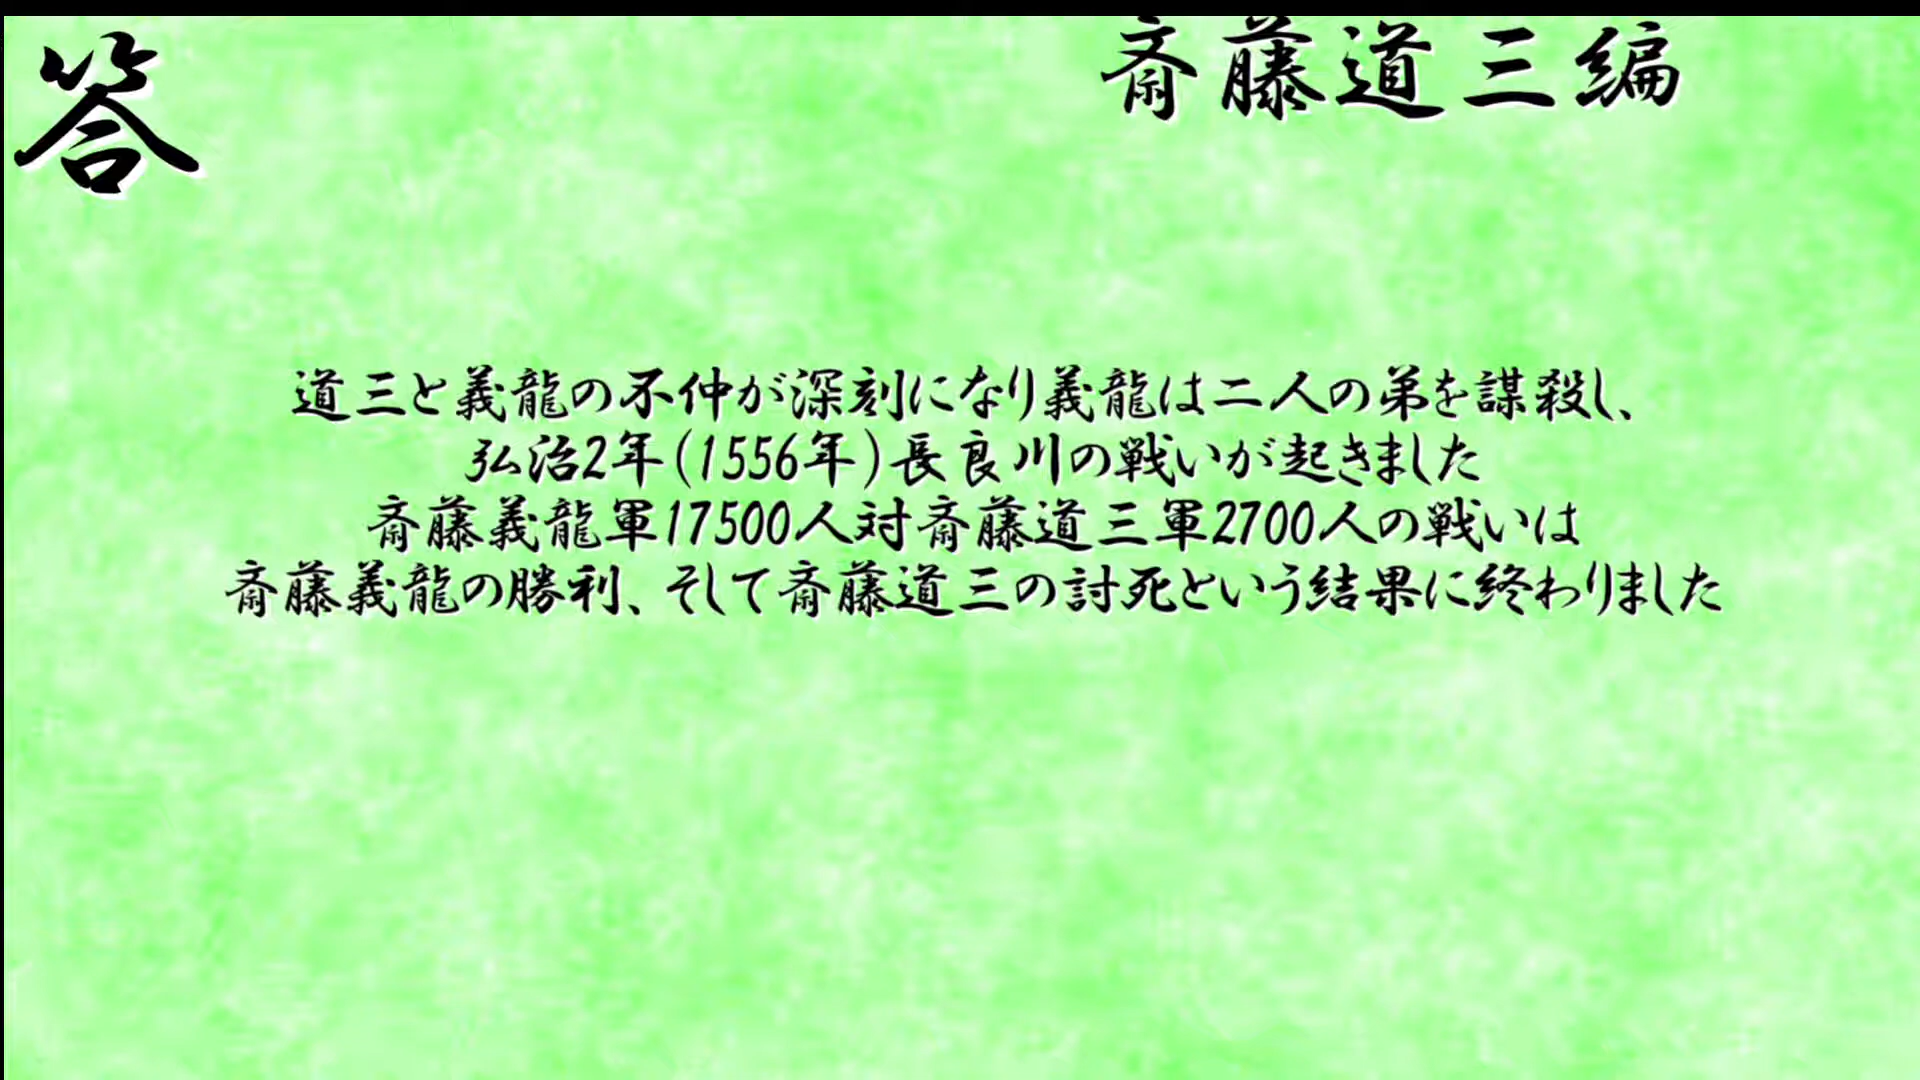 答
斎藤道三編
道三と義龍の不仲が深刻になり義龍は二人の弟を謀殺し、
弘治2年(1556年)長良川の戦いが起きました
斎藤義龍軍17500人対斎藤道三軍2700人の戦いは
斎藤義龍の勝利、そして斎藤道三の討死という結果に終わりました